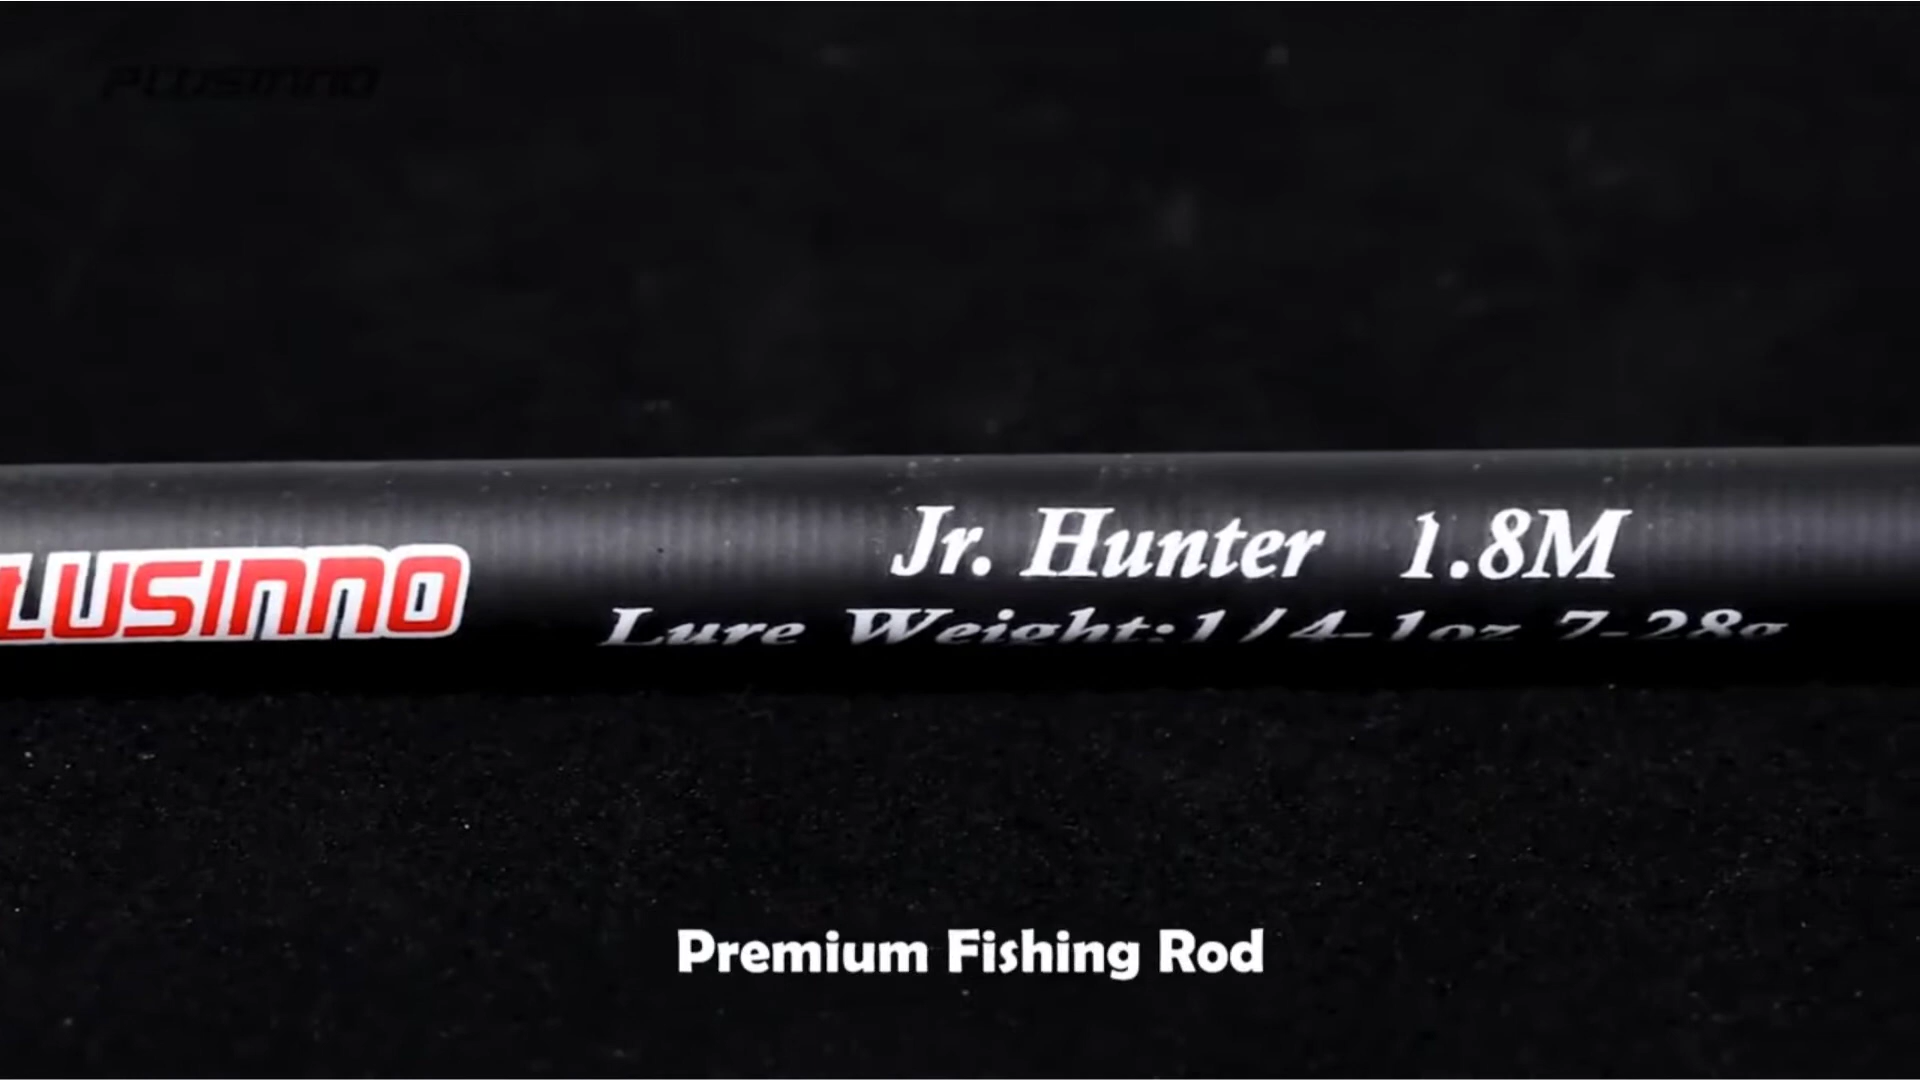 PLUSINNO
Jr. Hunter 1.8M
LUSINNO
Lure Weight:1/4-1oz 7-28g
Premium Fishing Rod